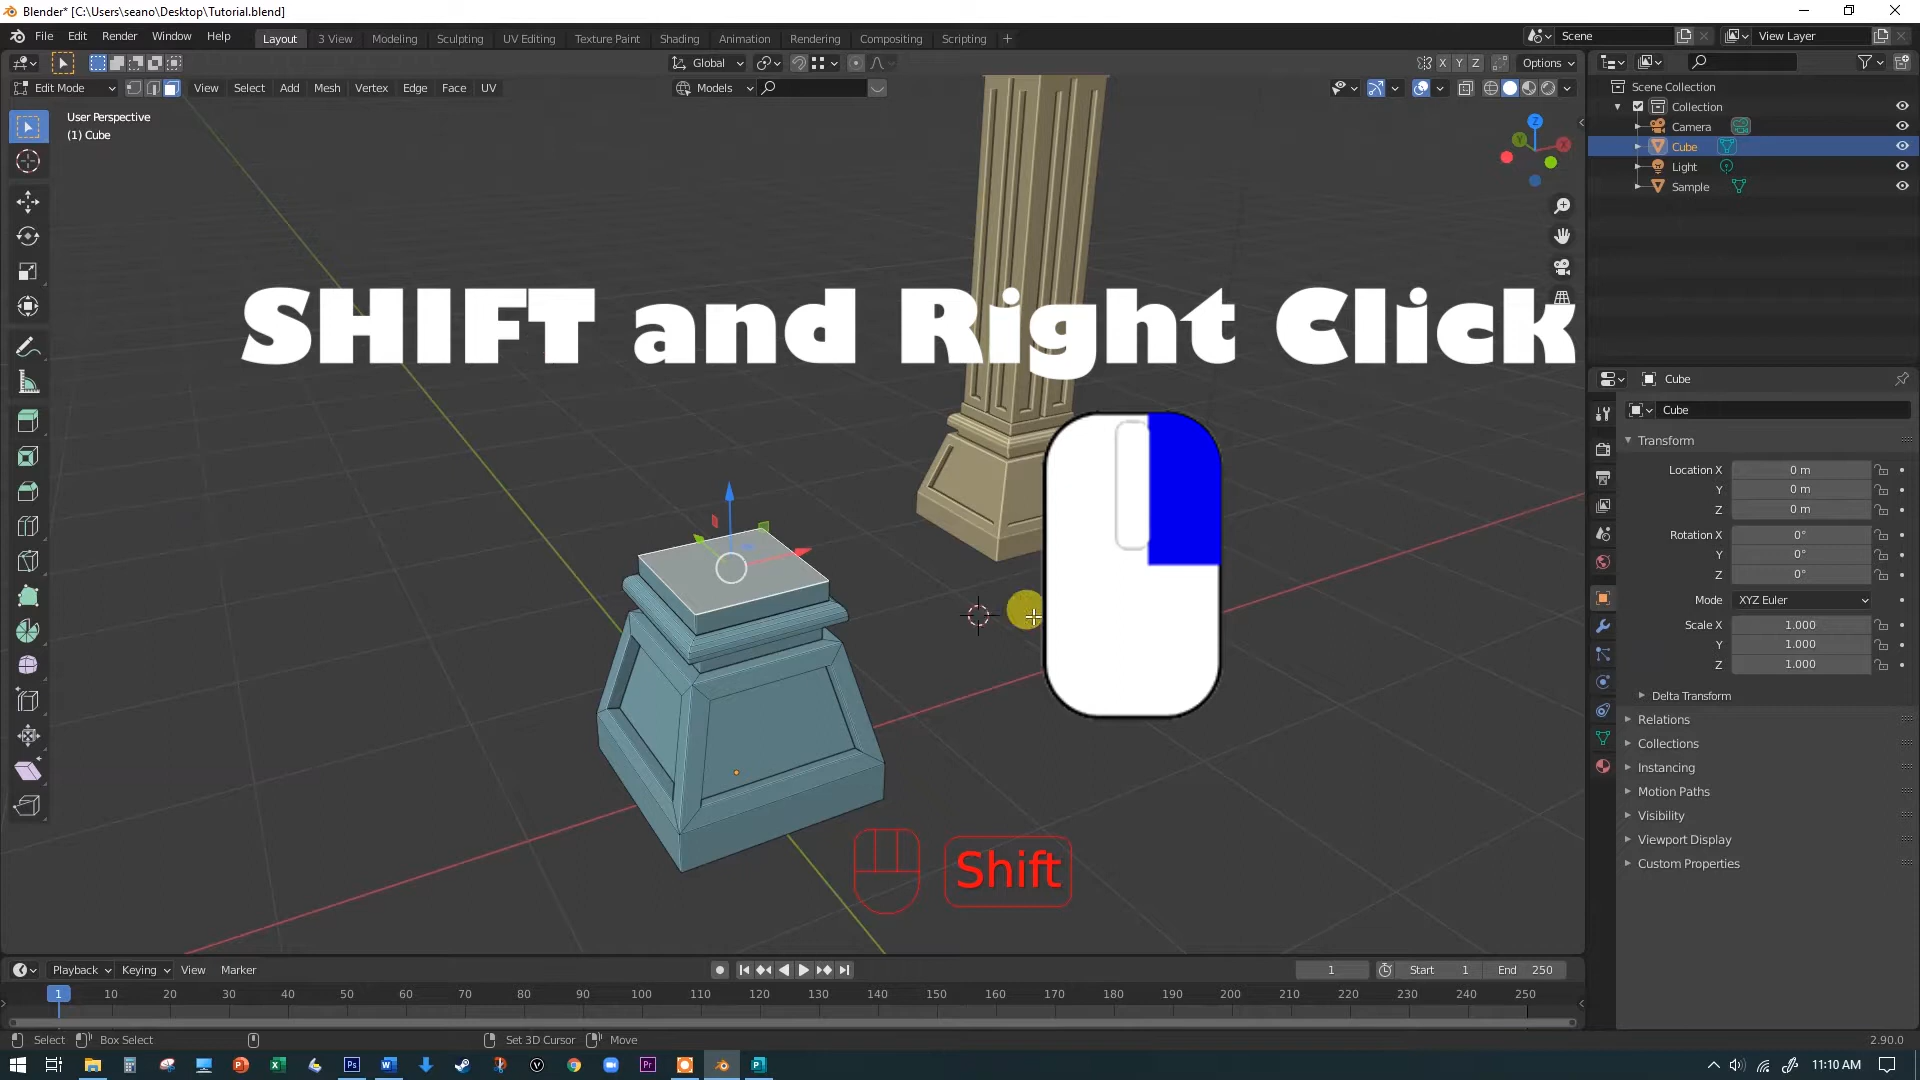 Blender* [C:\Users\seano\Desktop\Tutorial.blend]
File Edit Render Window Help Layout 3 View Modeling Sculpting UV Editing Texture Paint Shading Animation Rendering Compositing Scripting + Scene View Layer
Global X Y Z Options
Edit Mode View Select Add Mesh Vertex Edge Face UV Models
User Perspective
(1) Cube
Z
Y
X
Scene Collection
Collection
Camera
Cube
Light
Sample
SHIFT and Right Click
Shift
Cube
Cube
Transform
Location X 0 m
Y 0 m
Z 0 m
Rotation X 0°
Y 0°
Z 0°
Mode XYZ Euler
Scale X 1.000
Y 1.000
Z 1.000
Delta Transform
Relations
Collections
Instancing
Motion Paths
Visibility
Viewport Display
Custom Properties
Playback Keying View Marker 1 Start 1 End 250
1 10 20 30 40 50 60 70 80 90 100 110 120 130 140 150 160 170 180 190 200 210 220 230 240 250
Select Box Select Set 3D Cursor Move 2.90.0
11:10 AM